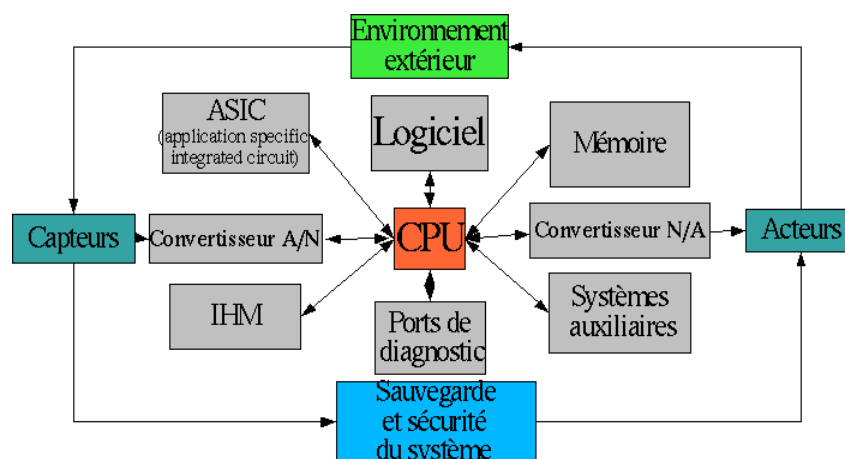 Environnement
extérieur
ASIC
(application specific
integrated circuit)
Logiciel
Mémoire
Capteurs
Convertisseur A/N
CPU
Convertisseur N/A
Acteurs
IHM
Ports de
diagnostic
Systèmes
auxiliaires
Sauvegarde
et sécurité
du système